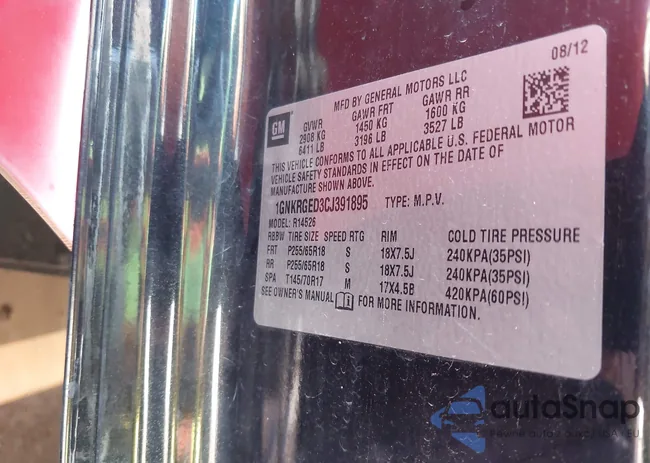 08/12
MFD BY GENERAL MOTORS LLC
GM
GVWR GAWR FRT GAWR RR
2908 KG 1450 KG 1600 KG
6411 LB 3196 LB 3527 LB
THIS VEHICLE CONFORMS TO ALL APPLICABLE U.S. FEDERAL MOTOR
VEHICLE SAFETY STANDARDS IN EFFECT ON THE DATE OF
MANUFACTURE SHOWN ABOVE.
1GNKRGED3CJ391895 TYPE: M.P.V.
MODEL: R14526
RBBW TIRE SIZE SPEED RTG RIM COLD TIRE PRESSURE
FRT P255/65R18 S 18X7.5J 240KPA(35PSI)
RR P255/65R18 S 18X7.5J 240KPA(35PSI)
SPA T145/70R17 M 17X4.5B 420KPA(60PSI)
SEE OWNER'S MANUAL FOR MORE INFORMATION.
autaSnap